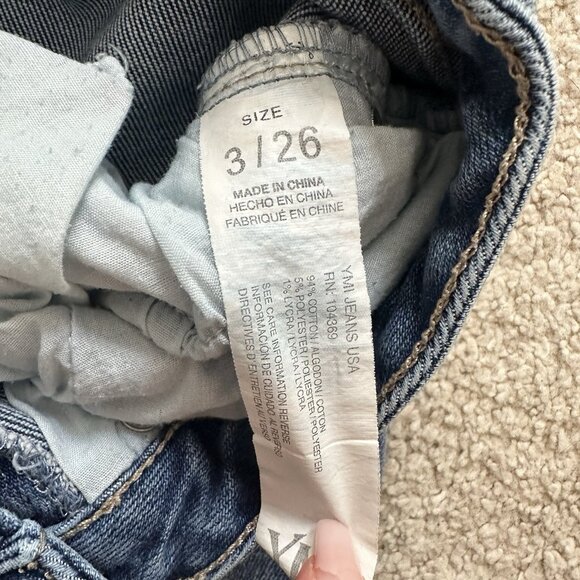 SIZE
3 / 26
MADE IN CHINA
HECHO EN CHINA
FABRIQUÉ EN CHINE
YMI JEANS USA
RN: 104369
94% COTTON / ALGODON / COTON
5% POLYESTER/POLIESTER/POLYESTER
1% LYCRA/ LYCRA / LYCRA
SEE CARE INFORMATION REVERSE
INFORMACION DE CUIDADO AL REVERSO
DIRECTIVES D'EN TRETIEN AU VERSO